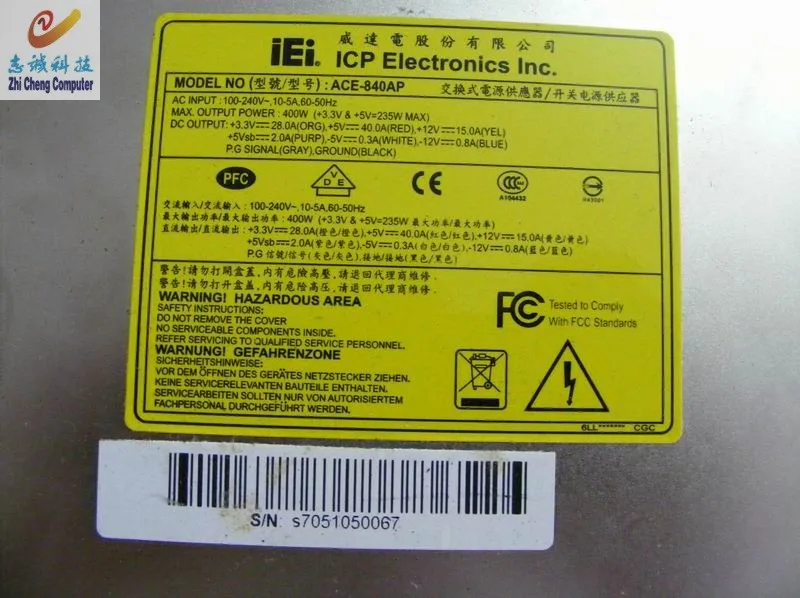 志誠科技
Zhi Cheng Computer
iEi. 威達電股份有限公司
ICP Electronics Inc.
MODEL NO (型號/型号) : ACE-840AP 交換式電源供應器/开关电源供应器
AC INPUT : 100-240V~, 10-5A, 60-50Hz
MAX. OUTPUT POWER : 400W (+3.3V & +5V=235W MAX)
DC OUTPUT: +3.3V⎓28.0A(ORG),+5V⎓40.0A(RED),+12V⎓15.0A(YEL)
+5Vsb⎓2.0A(PURP),-5V⎓0.3A(WHITE),-12V⎓0.8A(BLUE)
P.G SIGNAL(GRAY),GROUND(BLACK)
PFC
VDE
CE
CCC
A104432
交流輸入/交流输入 : 100-240V~, 10-5A,60-50Hz
最大輸出功率/最大输出功率 : 400W (+3.3V & +5V=235W 最大功率/最大功率)
直流輸出/直流输出 : +3.3V⎓28.0A(橙色/橙色),+5V⎓40.0A(紅色/红色),+12V⎓15.0A(黄色/黄色)
+5Vsb⎓2.0A(紫色/紫色),-5V⎓0.3A(白色/白色),-12V⎓0.8A(藍色/蓝色)
P.G 信號/信号(灰色/灰色),接地/接地(黑色/黑色)
警告!請勿打開盒蓋,内有危險高壓,請退回代理商維修.
警告!请勿打开盒盖,内有危险高压,请退回代理商维修.
WARNING! HAZARDOUS AREA
SAFETY INSTRUCTIONS:
DO NOT REMOVE THE COVER
NO SERVICEABLE COMPONENTS INSIDE.
REFER SERVICING TO QUALIFIED SERVICE PERSONNEL.
WARNUNG! GEFAHRENZONE
SICHERHEITSHINWEISE:
VOR DEM ÖFFNEN DES GERÄTES NETZSTECKER ZIEHEN.
KEINE SERVICERELEVANTEN BAUTEILE ENTHALTEN.
SERVICEARBEITEN SOLLTEN NUR VON AUTORISIERTEM
FACHPERSONAL DURCHGEFÜHRT WERDEN.
FC Tested to Comply
With FCC Standards
6LL******* CGC
S/N: s7051050067